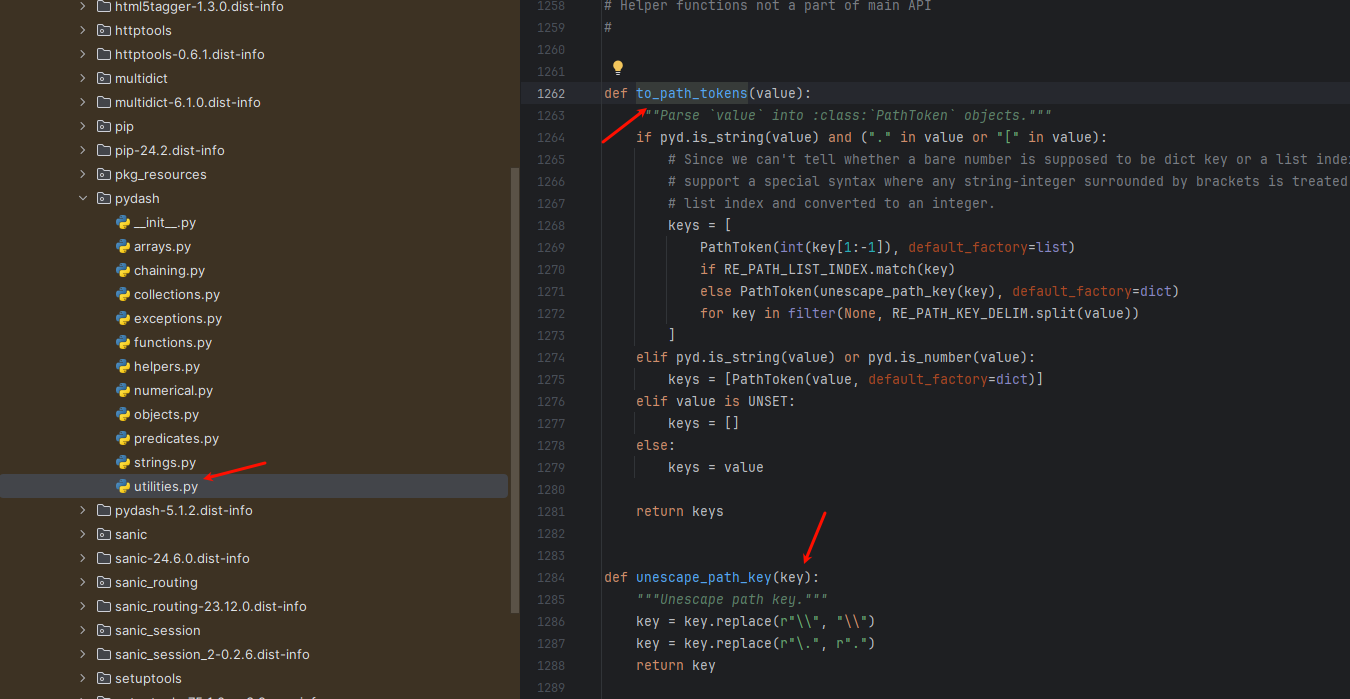 html5tagger-1.3.0.dist-info
httptools
httptools-0.6.1.dist-info
multidict
multidict-6.1.0.dist-info
pip
pip-24.2.dist-info
pkg_resources
pydash
__init__.py
arrays.py
chaining.py
collections.py
exceptions.py
functions.py
helpers.py
numerical.py
objects.py
predicates.py
strings.py
utilities.py
pydash-5.1.2.dist-info
sanic
sanic-24.6.0.dist-info
sanic_routing
sanic_routing-23.12.0.dist-info
sanic_session
sanic_session_2-0.2.6.dist-info
setuptools
1258 # Helper functions not a part of main API
1259 #
1260
1261
1262 def to_path_tokens(value):
1263 """Parse `value` into :class:`PathToken` objects."""
1264 if pyd.is_string(value) and ("." in value or "[" in value):
1265 # Since we can't tell whether a bare number is supposed to be dict key or a list inde
1266 # support a special syntax where any string-integer surrounded by brackets is treated
1267 # list index and converted to an integer.
1268 keys = [
1269 PathToken(int(key[1:-1]), default_factory=list)
1270 if RE_PATH_LIST_INDEX.match(key)
1271 else PathToken(unescape_path_key(key), default_factory=dict)
1272 for key in filter(None, RE_PATH_KEY_DELIM.split(value))
1273 ]
1274 elif pyd.is_string(value) or pyd.is_number(value):
1275 keys = [PathToken(value, default_factory=dict)]
1276 elif value is UNSET:
1277 keys = []
1278 else:
1279 keys = value
1280
1281 return keys
1282
1283
1284 def unescape_path_key(key):
1285 """Unescape path key."""
1286 key = key.replace(r"\\", "\\")
1287 key = key.replace(r"\.", r".")
1288 return key
1289